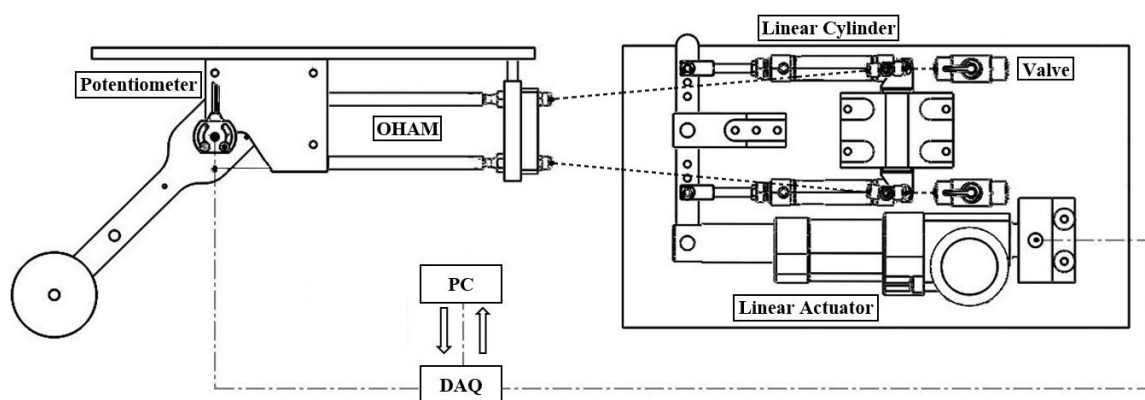 Linear Cylinder
Potentiometer
Valve
OHAM
PC
Linear Actuator
DAQ